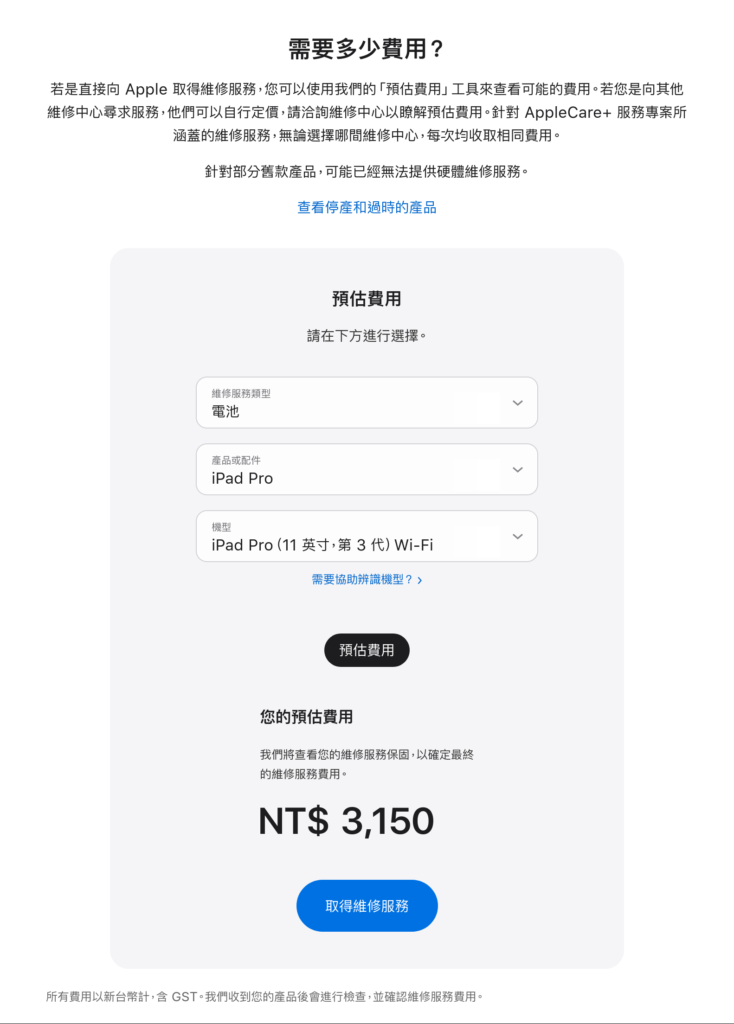 需要多少費用？
若是直接向 Apple 取得維修服務，您可以使用我們的「預估費用」工具來查看可能的費用。若您是向其他
維修中心尋求服務，他們可以自行定價，請洽詢維修中心以瞭解預估費用。針對 AppleCare+ 服務專案所
涵蓋的維修服務，無論選擇哪間維修中心，每次均收取相同費用。
針對部分舊款產品，可能已經無法提供硬體維修服務。
查看停產和過時的產品
預估費用
請在下方進行選擇。
維修服務類型
電池
產品或配件
iPad Pro
機型
iPad Pro（11 英寸，第 3 代）Wi-Fi
需要協助辨識機型？ ›
預估費用
您的預估費用
我們將查看您的維修服務保固，以確定最終
的維修服務費用。
NT$ 3,150
取得維修服務
所有費用以新台幣計，含 GST。我們收到您的產品後會進行檢查，並確認維修服務費用。